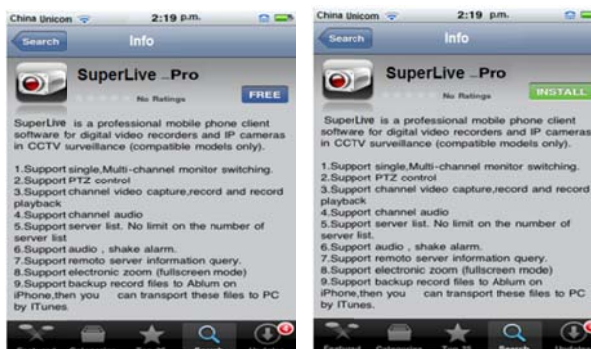 China Unicom 2:19 p.m.
Search Info
SuperLive Pro
No Ratings FREE
SuperLive is a professional mobile phone client
software for digital video recorders and IP cameras
in CCTV surveillance (compatible models only).
1.Support single,Multi-channel monitor switching.
2.Support PTZ control
3.Support channel video capture,record and record
playback
4.Support channel audio
5.Support server list. No limit on the number of
server list
6.Support audio , shake alarm.
7.Support remoto server information query.
8.Support electronic zoom (fullscreen mode)
9.Support backup record files to Ablum on
iPhone,then you can transport these files to PC
by ITunes.
China Unicom 2:19 p.m.
Search Info
SuperLive Pro
No Ratings INSTALL
SuperLive is a professional mobile phone client
software for digital video recorders and IP cameras
in CCTV surveillance (compatible models only).
1.Support single,Multi-channel monitor switching.
2.Support PTZ control
3.Support channel video capture,record and record
playback
4.Support channel audio
5.Support server list. No limit on the number of
server list.
6.Support audio , shake alarm.
7.Support remoto server information query.
8.Support electronic zoom (fullscreen mode)
9.Support backup record files to Ablum on
iPhone,then you can transport these files to PC
by ITunes.
Featured Categories Top 25 Search Updates